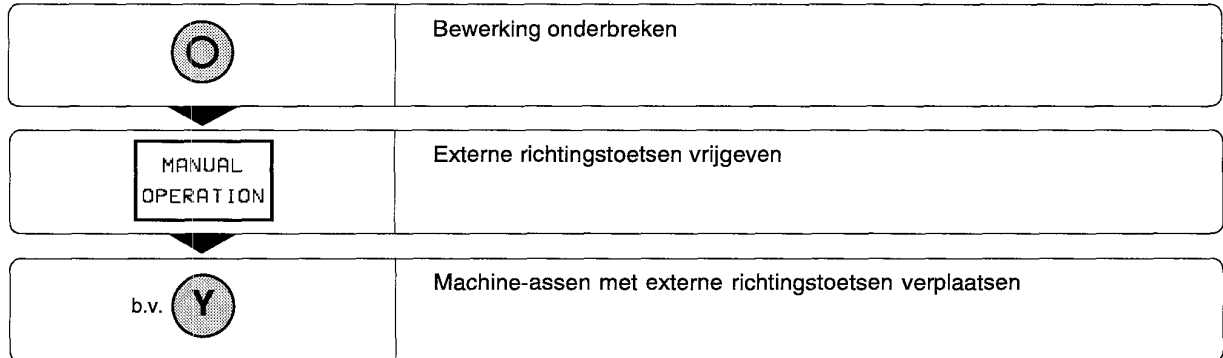 O
Bewerking onderbreken
MANUAL
OPERATION
Externe richtingstoetsen vrijgeven
b.v. Y
Machine-assen met externe richtingstoetsen verplaatsen